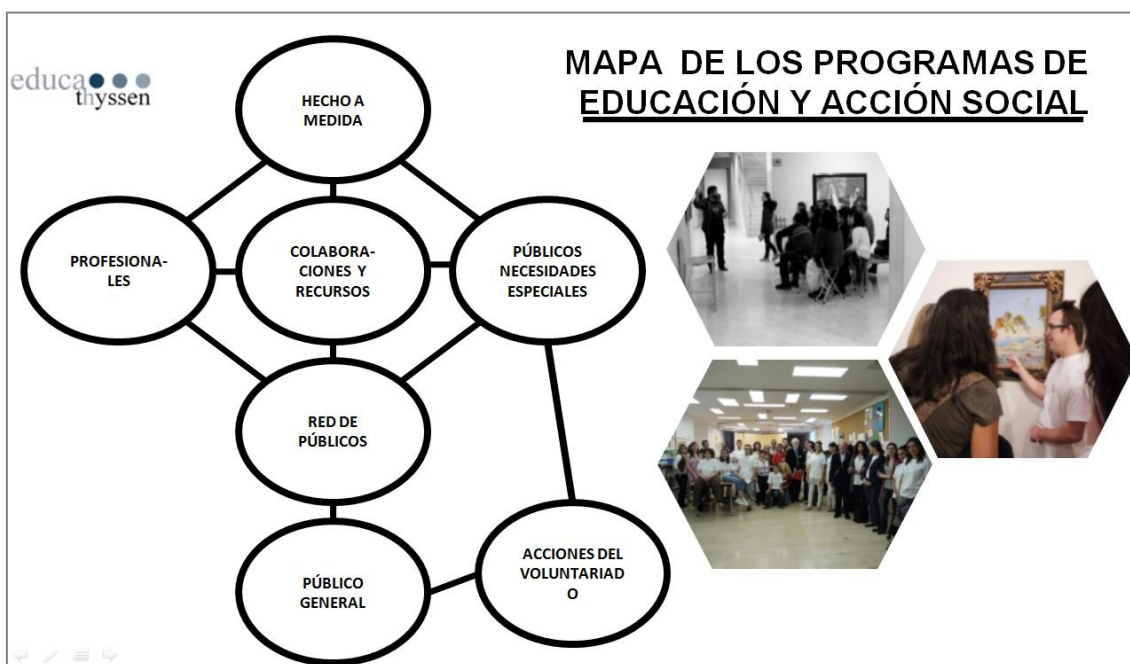 educa
thyssen
MAPA DE LOS PROGRAMAS DE
EDUCACIÓN Y ACCIÓN SOCIAL
HECHO A
MEDIDA
PROFESIONA-
LES
COLABORA-
CIONES Y
RECURSOS
PÚBLICOS
NECESIDADES
ESPECIALES
RED DE
PÚBLICOS
PÚBLICO
GENERAL
ACCIONES DEL
VOLUNTARIAD
O